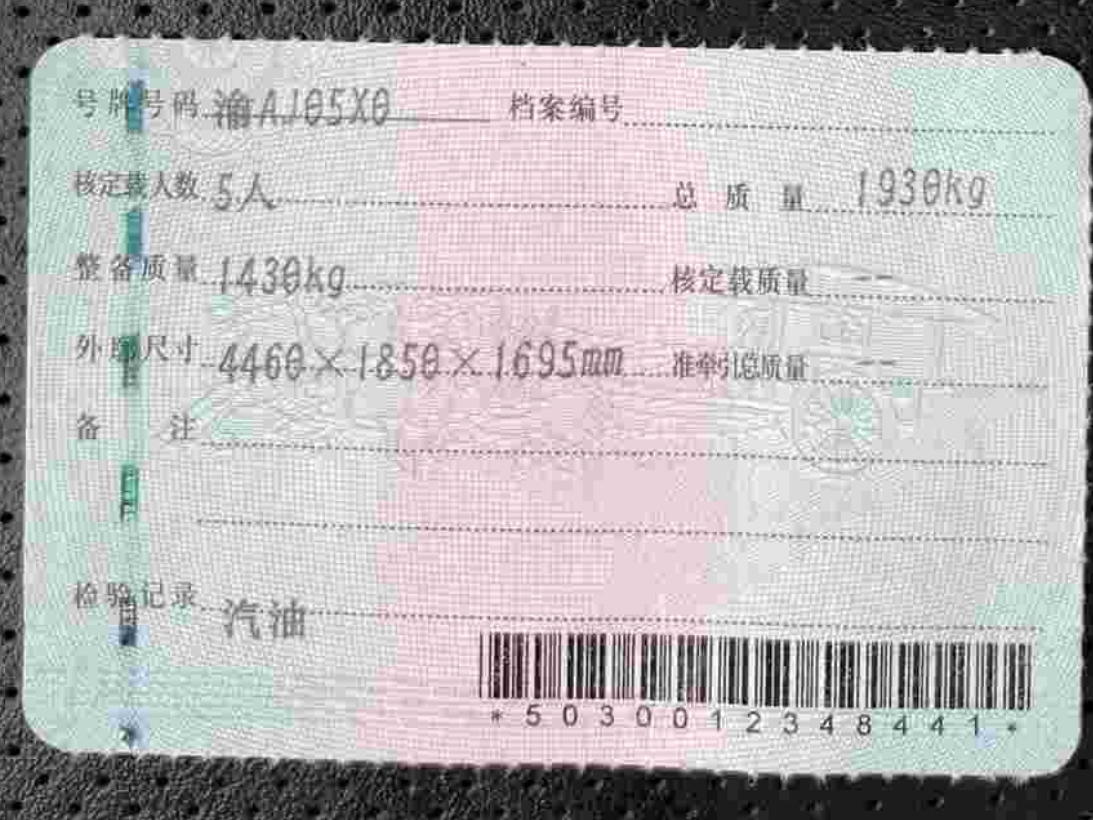 号牌号码 渝AJ05X0 档案编号
核定载人数 5人 总质量 1930kg
整备质量 1430kg 核定载质量 --
外廓尺寸 4460×1850×1695mm 准牵引总质量 --
备注
检验记录 汽油
*5030012348441*